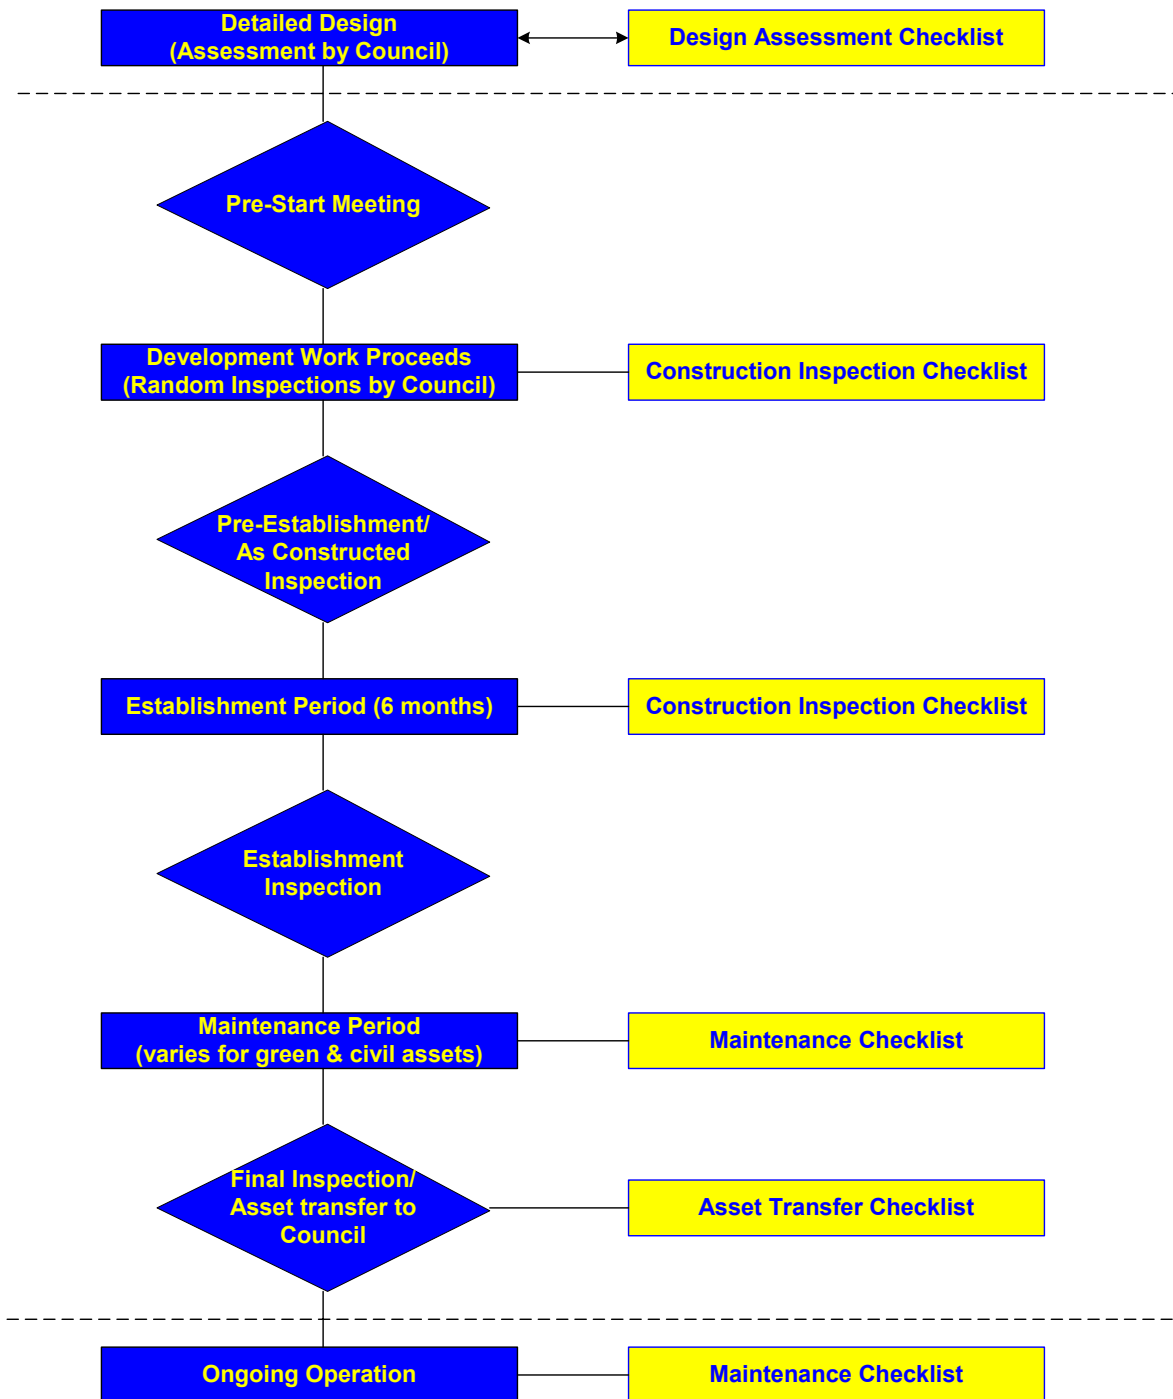 Detailed Design
(Assessment by Council)
Design Assessment Checklist
Pre-Start Meeting
Development Work Proceeds
(Random Inspections by Council)
Construction Inspection Checklist
Pre-Establishment/
As Constructed
Inspection
Establishment Period (6 months)
Construction Inspection Checklist
Establishment
Inspection
Maintenance Period
(varies for green & civil assets)
Maintenance Checklist
Final Inspection/
Asset transfer to
Council
Asset Transfer Checklist
Ongoing Operation
Maintenance Checklist